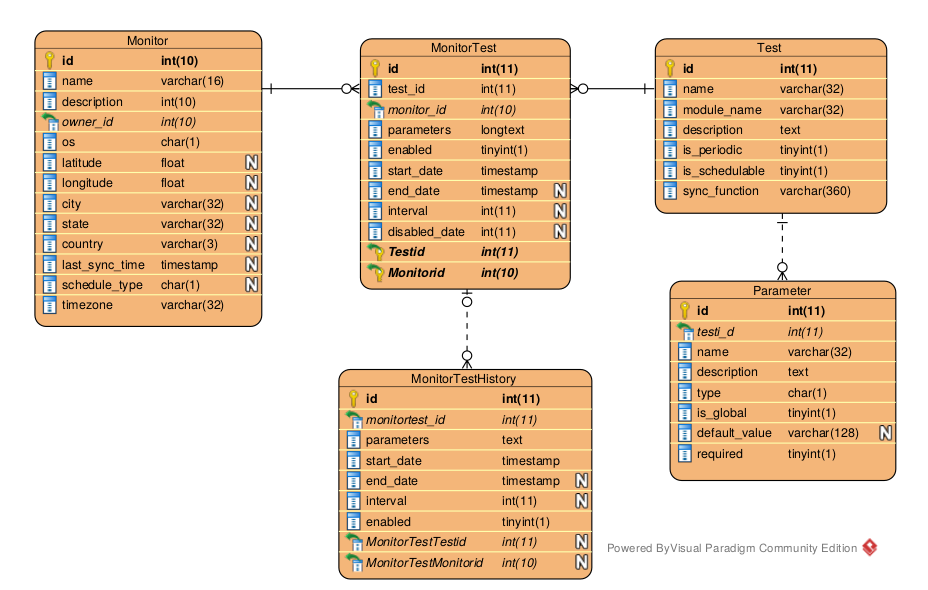 Monitor
id int(10)
name varchar(16)
description int(10)
owner_id int(10)
os char(1)
latitude float N
longitude float N
city varchar(32) N
state varchar(32) N
country varchar(3) N
last_sync_time timestamp N
schedule_type char(1) N
timezone varchar(32)
MonitorTest
id int(11)
test_id int(11)
monitor_id int(10)
parameters longtext
enabled tinyint(1)
start_date timestamp
end_date timestamp N
interval int(11) N
disabled_date int(11) N
Testid int(11)
Monitorid int(10)
Test
id int(11)
name varchar(32)
module_name varchar(32)
description text
is_periodic tinyint(1)
is_schedulable tinyint(1)
sync_function varchar(360)
Parameter
id int(11)
testi_d int(11)
name varchar(32)
description text
type char(1)
is_global tinyint(1)
default_value varchar(128) N
required tinyint(1)
MonitorTestHistory
id int(11)
monitortest_id int(11)
parameters text
start_date timestamp
end_date timestamp N
interval int(11) N
enabled tinyint(1)
MonitorTestTestid int(11) N
MonitorTestMonitorid int(10) N
Powered ByVisual Paradigm Community Edition